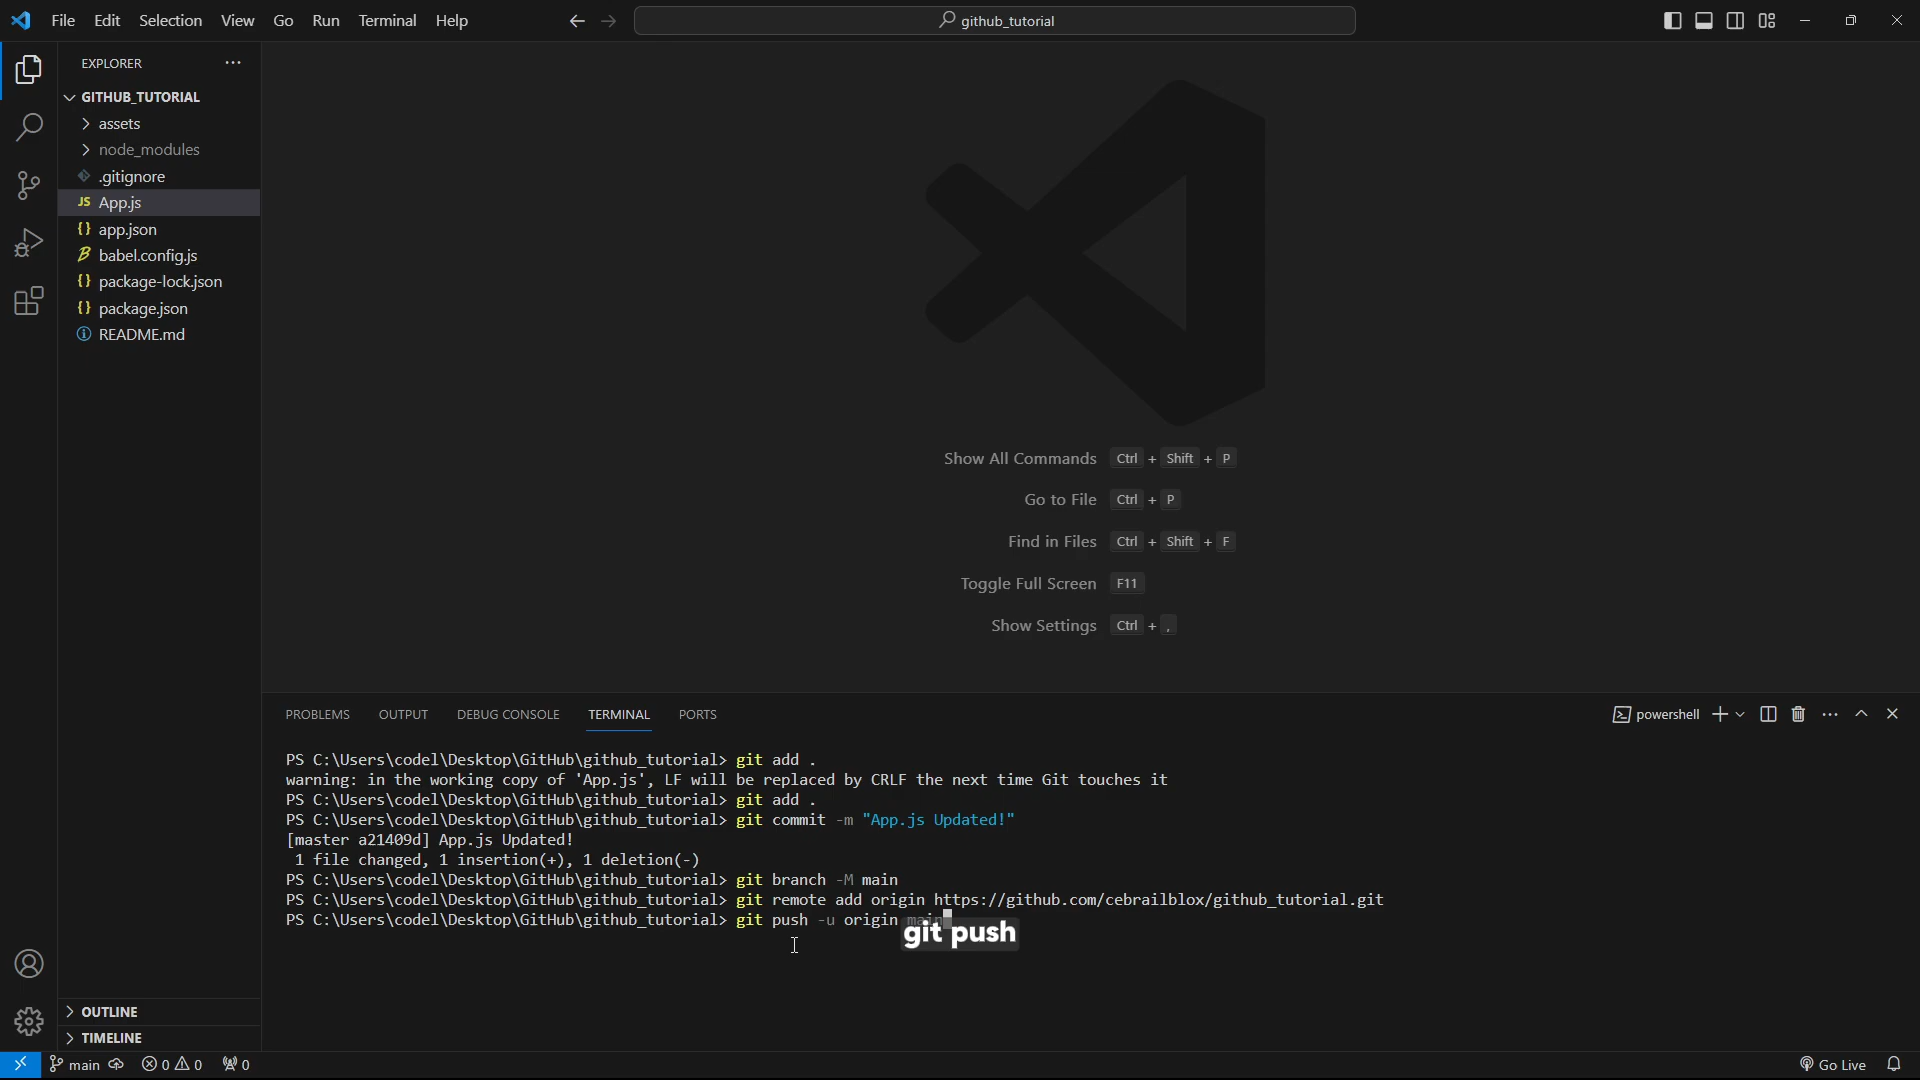 File Edit Selection View Go Run Terminal Help
github_tutorial
EXPLORER
GITHUB_TUTORIAL
assets
node_modules
.gitignore
JS App.js
{} app.json
babel.config.js
{} package-lock.json
{} package.json
README.md
Show All Commands Ctrl + Shift + P
Go to File Ctrl + P
Find in Files Ctrl + Shift + F
Toggle Full Screen F11
Show Settings Ctrl + ,
PROBLEMS OUTPUT DEBUG CONSOLE TERMINAL PORTS
powershell
PS C:\Users\codel\Desktop\GitHub\github_tutorial> git add .
warning: in the working copy of 'App.js', LF will be replaced by CRLF the next time Git touches it
PS C:\Users\codel\Desktop\GitHub\github_tutorial> git add .
PS C:\Users\codel\Desktop\GitHub\github_tutorial> git commit -m "App.js Updated!"
[master a21409d] App.js Updated!
1 file changed, 1 insertion(+), 1 deletion(-)
PS C:\Users\codel\Desktop\GitHub\github_tutorial> git branch -M main
PS C:\Users\codel\Desktop\GitHub\github_tutorial> git remote add origin https://github.com/cebrailblox/github_tutorial.git
PS C:\Users\codel\Desktop\GitHub\github_tutorial> git push -u origin main
git push
OUTLINE
TIMELINE
main 0 0 0
Go Live